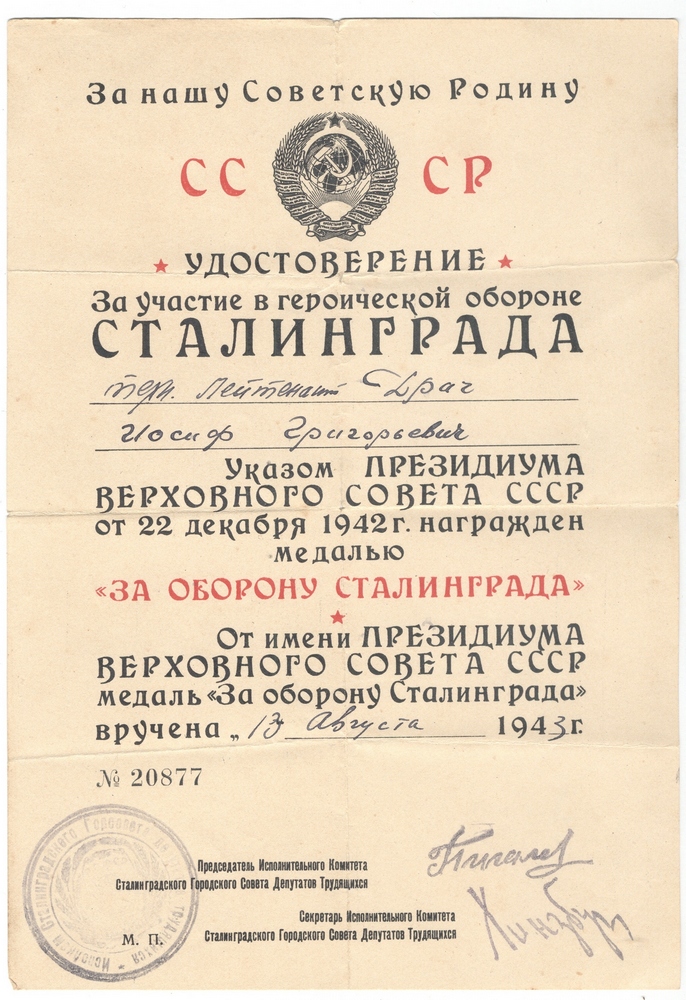 За нашу Советскую Родину
СС СР
УДОСТОВЕРЕНИЕ
За участие в героической обороне
СТАЛИНГРАДА
лейтенант Драч
Иосиф Григорьевич
Указом ПРЕЗИДИУМА
ВЕРХОВНОГО СОВЕТА СССР
от 22 декабря 1942 г. награжден
медалью
«ЗА ОБОРОНУ СТАЛИНГРАДА»
От имени ПРЕЗИДИУМА
ВЕРХОВНОГО СОВЕТА СССР
медаль «За оборону Сталинграда»
вручена „13 Августа 1943 г.
№ 20877
Председатель Исполнительного Комитета
Сталинградского Городского Совета Депутатов Трудящихся
Секретарь Исполнительного Комитета
Сталинградского Городского Совета Депутатов Трудящихся
М. П.